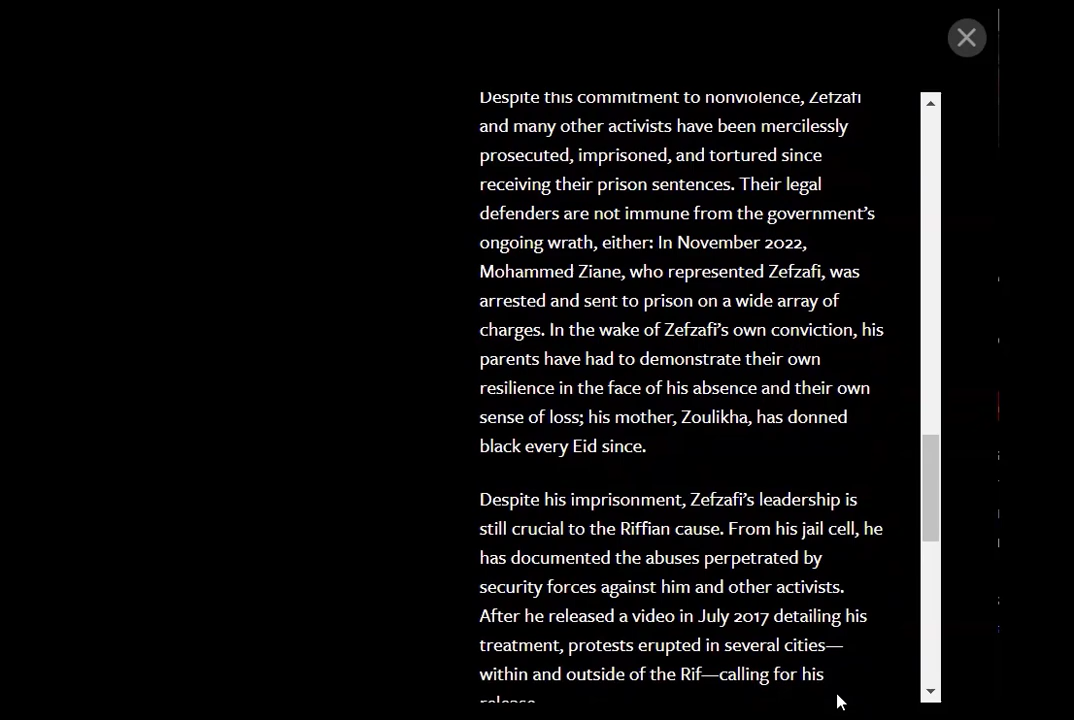 Despite this commitment to nonviolence, Zefzafi
and many other activists have been mercilessly
prosecuted, imprisoned, and tortured since
receiving their prison sentences. Their legal
defenders are not immune from the government’s
ongoing wrath, either: In November 2022,
Mohammed Ziane, who represented Zefzafi, was
arrested and sent to prison on a wide array of
charges. In the wake of Zefzafi’s own conviction, his
parents have had to demonstrate their own
resilience in the face of his absence and their own
sense of loss; his mother, Zoulikha, has donned
black every Eid since.
Despite his imprisonment, Zefzafi’s leadership is
still crucial to the Riffian cause. From his jail cell, he
has documented the abuses perpetrated by
security forces against him and other activists.
After he released a video in July 2017 detailing his
treatment, protests erupted in several cities—
within and outside of the Rif—calling for his
release.